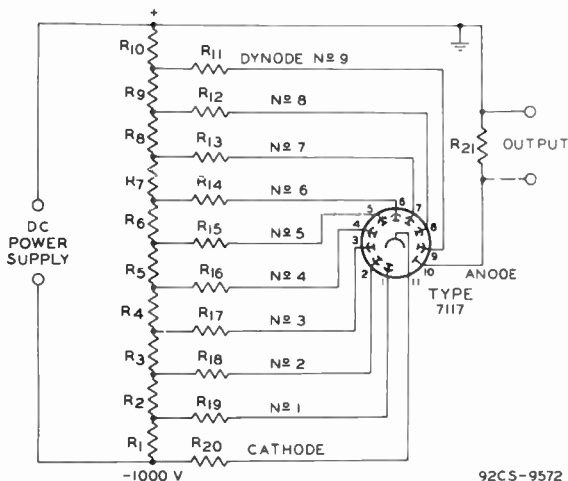 +
R10
R11 DYNODE Nº 9
R9
R12 Nº 8
R8
R13 Nº 7
R7
R14 Nº 6
R6
R15 Nº 5
R5
R16 Nº 4
R4
R17 Nº 3
R3
R18 Nº 2
R2
R19 Nº 1
R1
R20 CATHODE
-1000 V
DC
POWER
SUPPLY
1 2 3 4 5 6 7 8 9 10 11
TYPE
7117
ANODE
R21 OUTPUT
92CS-9572